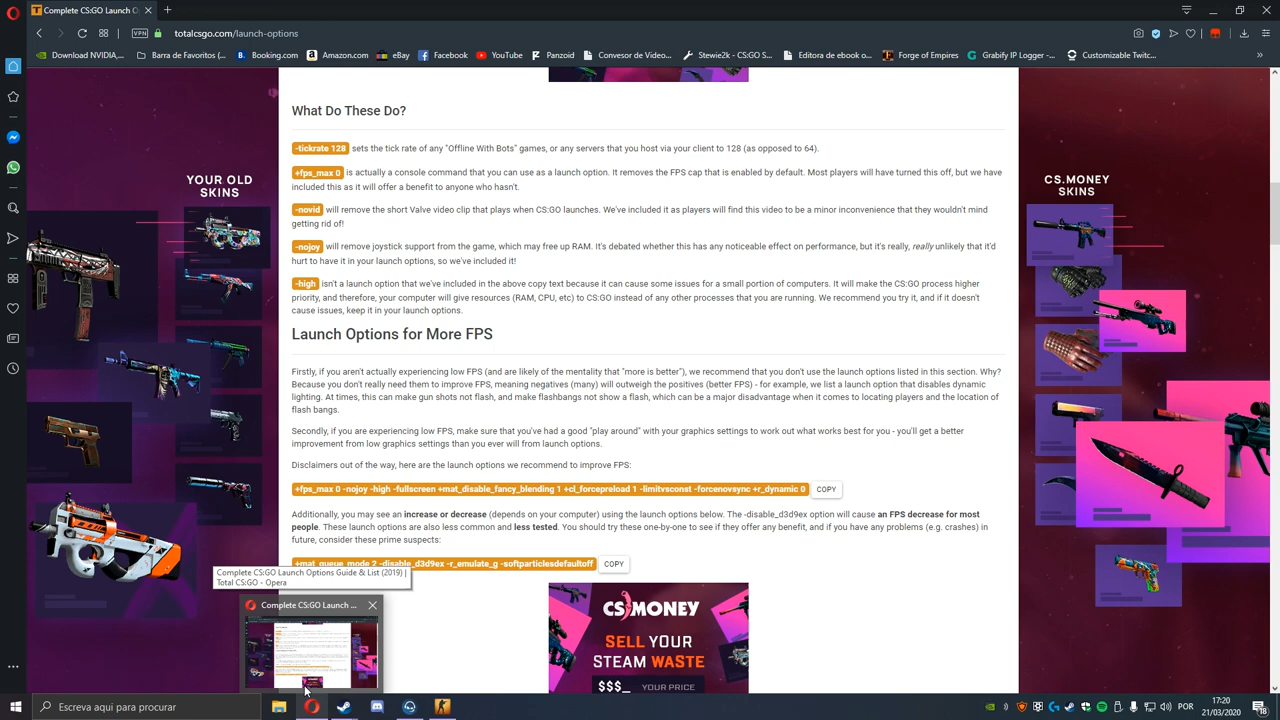 Complete CS:GO Launch O
VPN
totalcsgo.com/launch-options
Download NVIDIA,...
Barra de Favoritos (...
Booking.com
Amazon.com
eBay
Facebook
YouTube
Panzoid
Convesor de Video...
Stewie2k - CS:GO S...
Editora de ebook o...
Forge of Empires
Grabify IP Logger -...
Customizable Twitc...
YOUR OLD
SKINS
CS.MONEY
SKINS
What Do These Do?
-tickrate 128 sets the tick rate of any "Offline With Bots" games, or any servers that you host via your client to 128 (as opposed to 64).
+fps_max 0 is actually a console command that you can use as a launch option. It removes the FPS cap that is enabled by default. Most players will have turned this off, but we have
included this as it will offer a benefit to anyone who hasn't.
-novid will remove the short Valve video clip that plays when CS:GO launches. We've included it as players will find this video to be a minor inconvenience that they wouldn't mind
getting rid of!
-nojoy will remove joystick support from the game, which may free up RAM. It's debated whether this has any noticeable effect on performance, but it's really, really unlikely that it'd
hurt to have it in your launch options, so we've included it!
-high isn't a launch option that we've included in the above copy text because it can cause some issues for a small portion of computers. It will make the CS:GO process higher
priority, and therefore, your computer will give resources (RAM, CPU, etc) to CS:GO instead of any other processes that you are running. We recommend you try it, and if it doesn't
cause issues, keep it in your launch options.
Launch Options for More FPS
Firstly, if you aren't actually experiencing low FPS (and are likely of the mentality that "more is better"), we recommend that you don't use the launch options listed in this section. Why?
Because you don't really need them to improve FPS, meaning negatives (many) will outweigh the positives (better FPS) - for example, we list a launch option that disables dynamic
lighting. At times, this can make gun shots not flash, and make flashbangs not show a flash, which can be a major disadvantage when it comes to locating players and the location of
flash bangs.
Secondly, if you are experiencing low FPS, make sure that you've had a good "play around" with your graphics settings to work out what works best for you - you'll get a better
improvement from low graphics settings than you ever will from launch options.
Disclaimers out of the way, here are the launch options we recommend to improve FPS:
+fps_max 0 -nojoy -high -fullscreen +mat_disable_fancy_blending 1 +cl_forcepreload 1 -limitvsconst -forcenovsync +r_dynamic 0 COPY
Additionally, you may see an increase or decrease (depends on your computer) using the launch options below. The -disable_d3d9ex option will cause an FPS decrease for most
people. These launch options are also less common and less tested. You should try these one-by-one to see if they offer any benefit, and if you have any problems (e.g. crashes) in
future, consider these prime suspects:
+mat_queue_mode 2 -disable_d3d9ex -r_emulate_g -softparticlesdefaultoff COPY
Complete CS:GO Launch Options Guide & List (2019) |
Total CS:GO - Opera
Complete CS:GO Launch ...
CS MONEY
SELL YOUR
STEAM WASTE
$$$_ YOUR PRICE
Escreva aqui para procurar
POR
17:20
21/03/2020
18